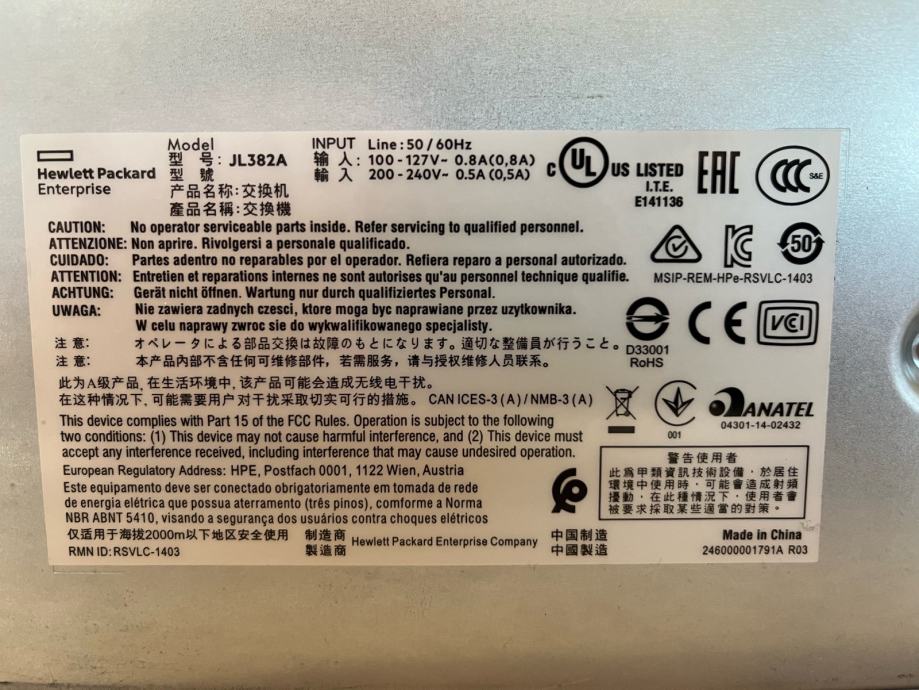 Hewlett Packard
Enterprise
Model
型 号: JL382A
型 號
产品名称:交换机
產品名稱:交換機
INPUT Line : 50 / 60Hz
输 入: 100 - 127V~ 0.8A(0,8A)
輸 入 200 - 240V~ 0.5A (0,5A)
C UL US LISTED
I.T.E.
E141136
EAC
CCC S&E
CAUTION: No operator serviceable parts inside. Refer servicing to qualified personnel.
ATTENZIONE: Non aprire. Rivolgersi a personale qualificado.
CUIDADO: Partes adentro no reparables por el operador. Refiera reparo a personal autorizado.
ATTENTION: Entretien et reparations internes ne sont autorises qu'au personnel technique qualifie.
ACHTUNG: Gerät nicht öffnen. Wartung nur durch qualifiziertes Personal.
UWAGA: Nie zawiera zadnych czesci, ktore moga byc naprawiane przez uzytkownika.
W celu naprawy zwroc sie do wykwalifikowanego specjalisty.
注 意: オペレータによる部品交換は故障のもとになります。適切な整備員が行うこと。
注 意: 本产品内部不含任何可维修部件，若需服务，请与授权维修人员联系。
50
MSIP-REM-HPe-RSVLC-1403
D33001
RoHS
CE
VCI
此为A级产品, 在生活环境中, 该产品可能会造成无线电干扰。
在这种情况下, 可能需要用户对干扰采取切实可行的措施。 CAN ICES-3 (A) / NMB-3 (A)
This device complies with Part 15 of the FCC Rules. Operation is subject to the following
two conditions: (1) This device may not cause harmful interference, and (2) This device must
accept any interference received, including interference that may cause undesired operation.
001
ANATEL
04301-14-02432
European Regulatory Address: HPE, Postfach 0001, 1122 Wien, Austria
Este equipamento deve ser conectado obrigatoriamente em tomada de rede
de energia elétrica que possua aterramento (três pinos), comforme a Norma
NBR ABNT 5410, visando a segurança dos usuários contra choques elétricos
警告使用者
此為甲類資訊技術設備，於居住
環境中使用時，可能會造成射頻
擾動，在此種情況下，使用者會
被要求採取某些適當的對策。
仅适用于海拔2000m以下地区安全使用
RMN ID: RSVLC-1403
制造商
製造商
Hewlett Packard Enterprise Company
中国制造
中國製造
Made in China
246000001791A R03